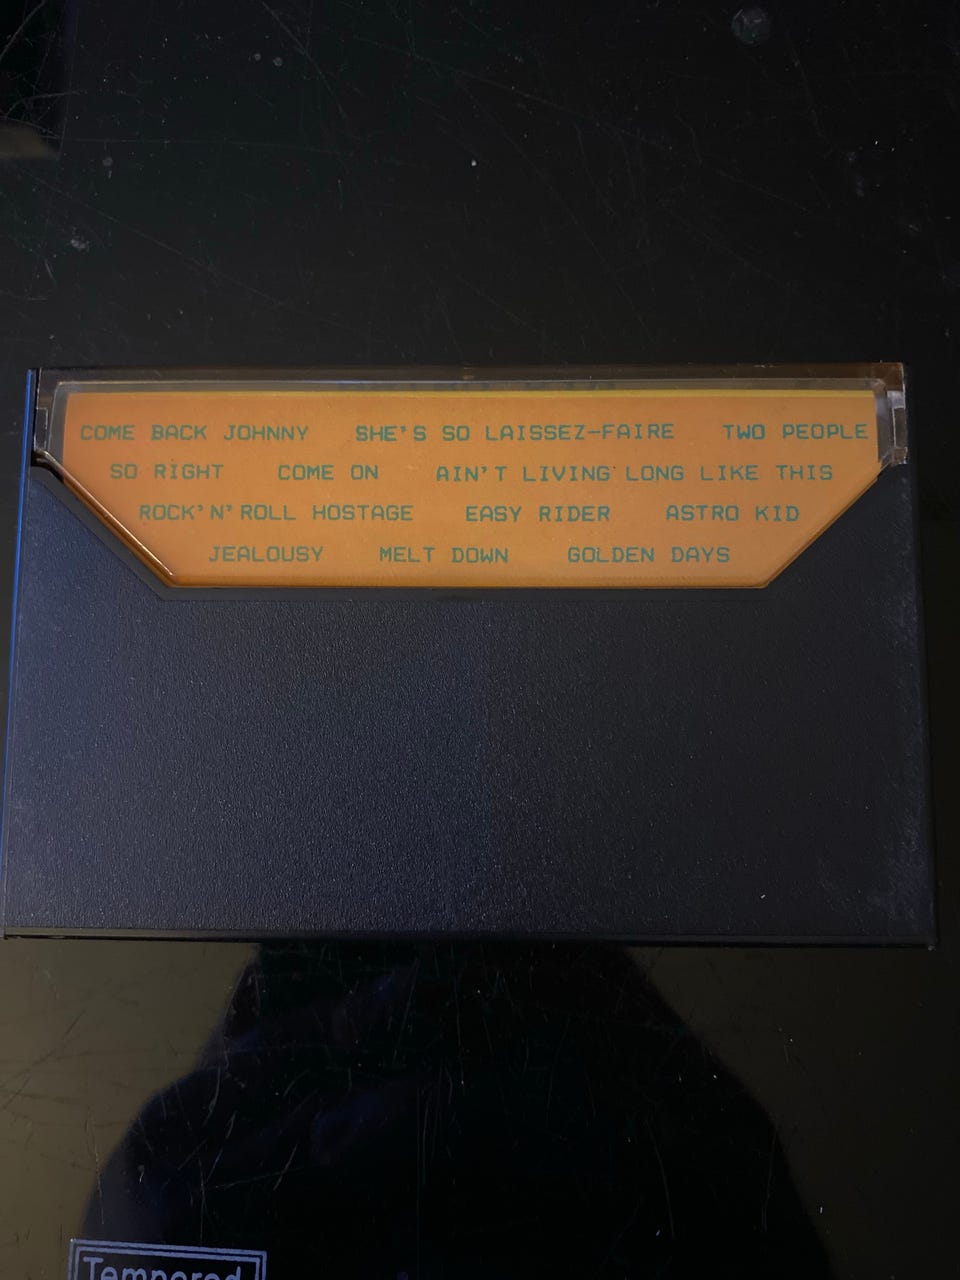 COME BACK JOHNNY SHE'S SO LAISSEZ-FAIRE TWO PEOPLE
SO RIGHT COME ON AIN'T LIVING LONG LIKE THIS
ROCK'N'ROLL HOSTAGE EASY RIDER ASTRO KID
JEALOUSY MELT DOWN GOLDEN DAYS
Tempered